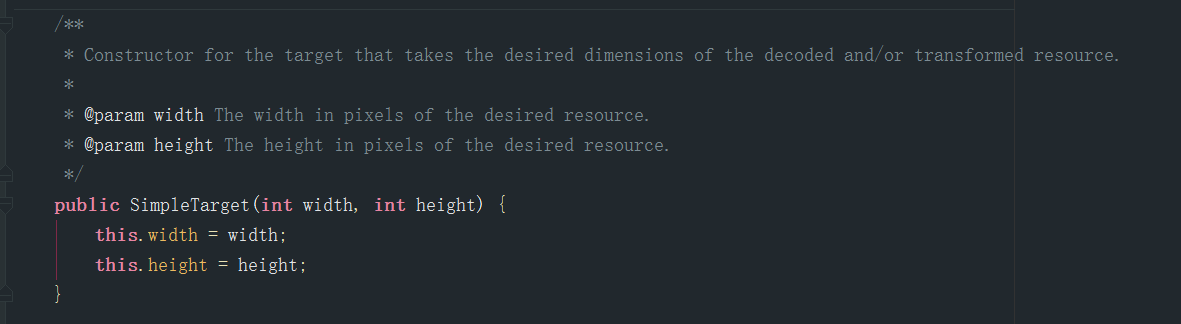 /**
* Constructor for the target that takes the desired dimensions of the decoded and/or transformed resource.
*
* @param width The width in pixels of the desired resource.
* @param height The height in pixels of the desired resource.
*/
public SimpleTarget(int width, int height) {
this.width = width;
this.height = height;
}